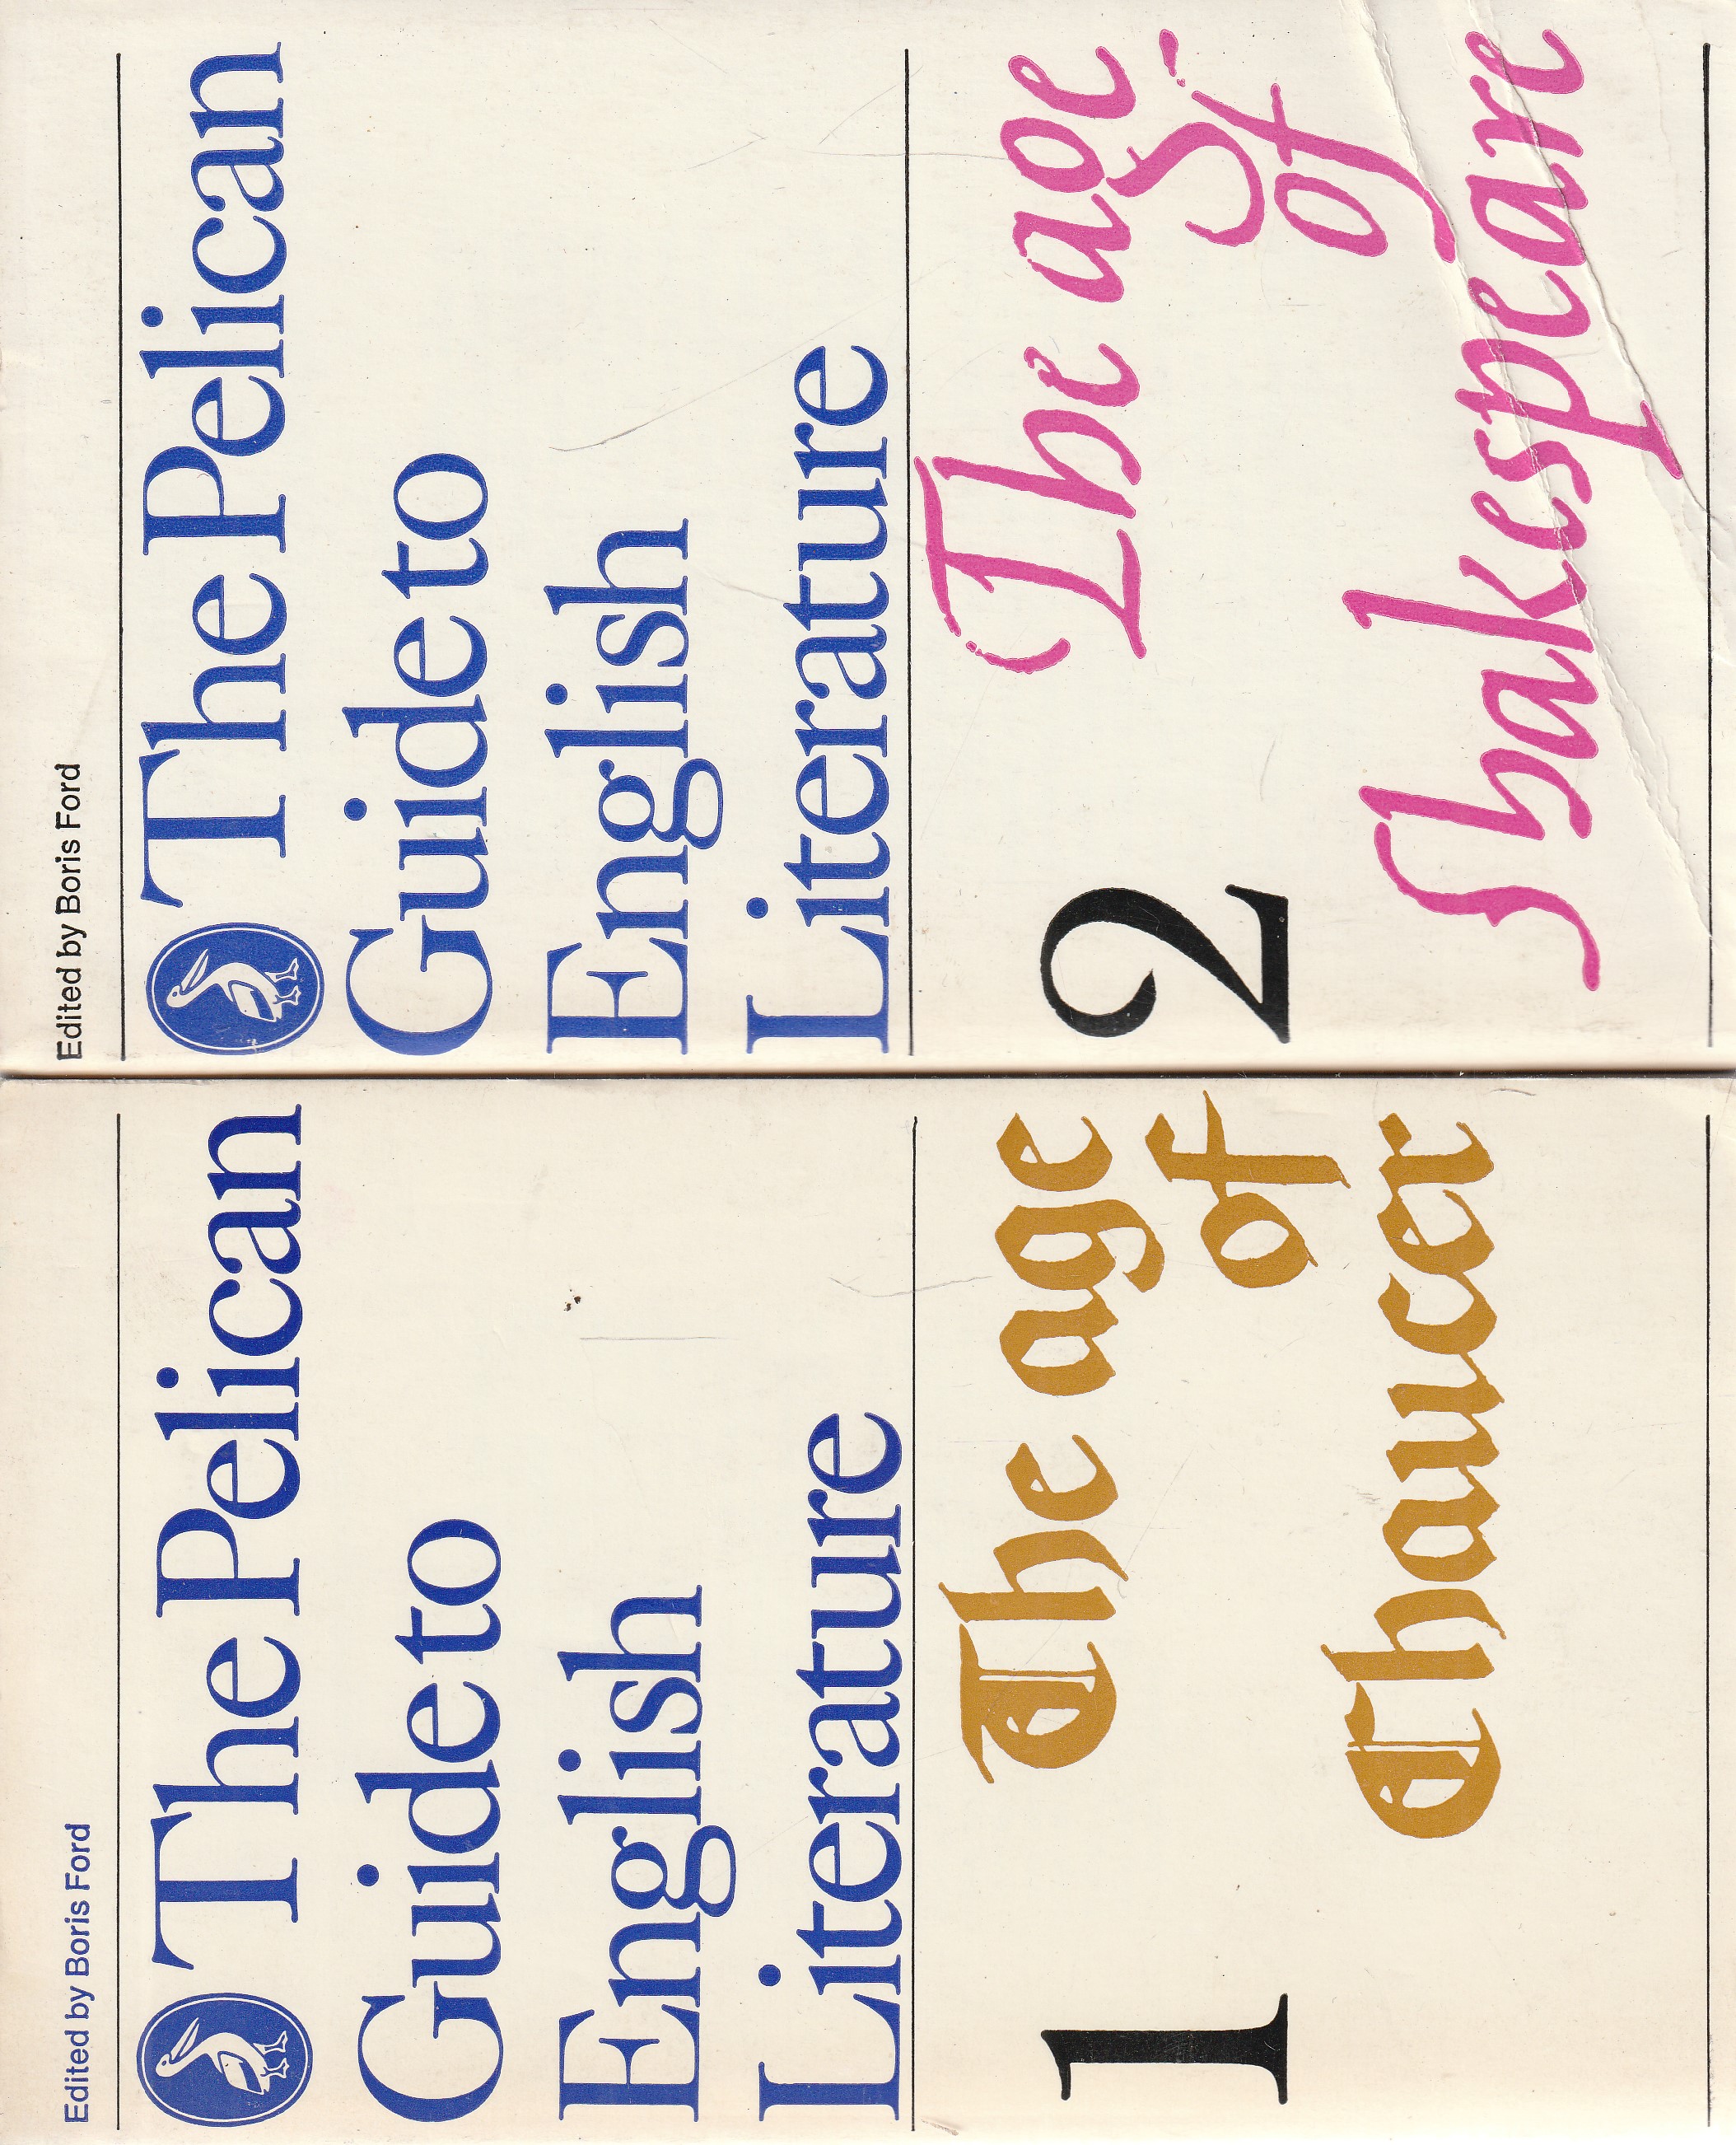 Edited by Boris Ford
The Pelican
Guide to
English
Literature
1
The age
of
Chaucer
Edited by Boris Ford
The Pelican
Guide to
English
Literature
2
The age
of
Shakespeare